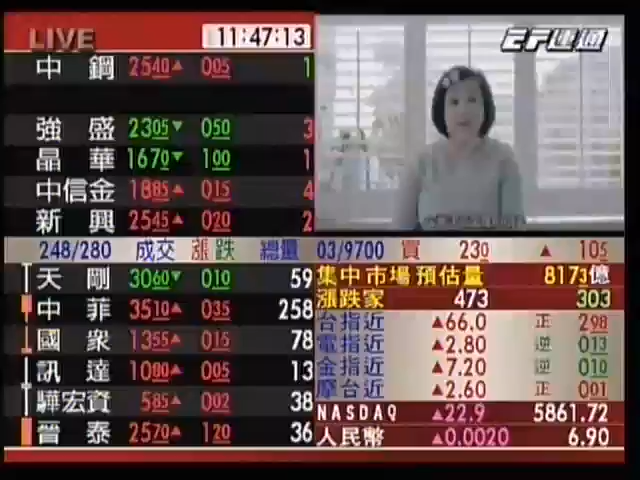 LIVE 11:47:13
EF建通
中鋼 2540▲ 005 1
強盛 2305▼ 050 3
晶華 1670▼ 100 1
中信金 1885▲ 015 4
新興 2545▲ 020 2
248/280 成交 漲跌 總量
天剛 3060▼ 010 59
中菲 3510▲ 035 258
國眾 1355▲ 015 78
訊達 1080▲ 005 13
驊宏資 585▲ 002 38
晉泰 2570▲ 120 36
03/9700 買 230 ▲ 105
集中市場預估量 8173億
漲跌家 473 303
台指近 ▲66.0 正 298
電指近 ▲2.80 逆 013
金指近 ▲7.20 逆 010
摩台近 ▲2.60 正 001
NASDAQ ▲22.9 5861.72
人民幣 ▲0.0020 6.90